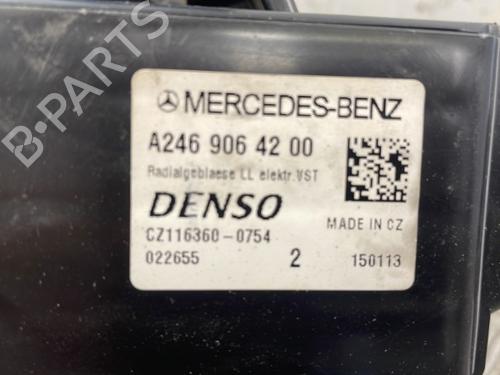 MERCEDES-BENZ
A246 906 42 00
Radialgeblaese LL elektr.VST
DENSO
MADE IN CZ
CZ116360-0754
022655 2 150113
B-PARTS